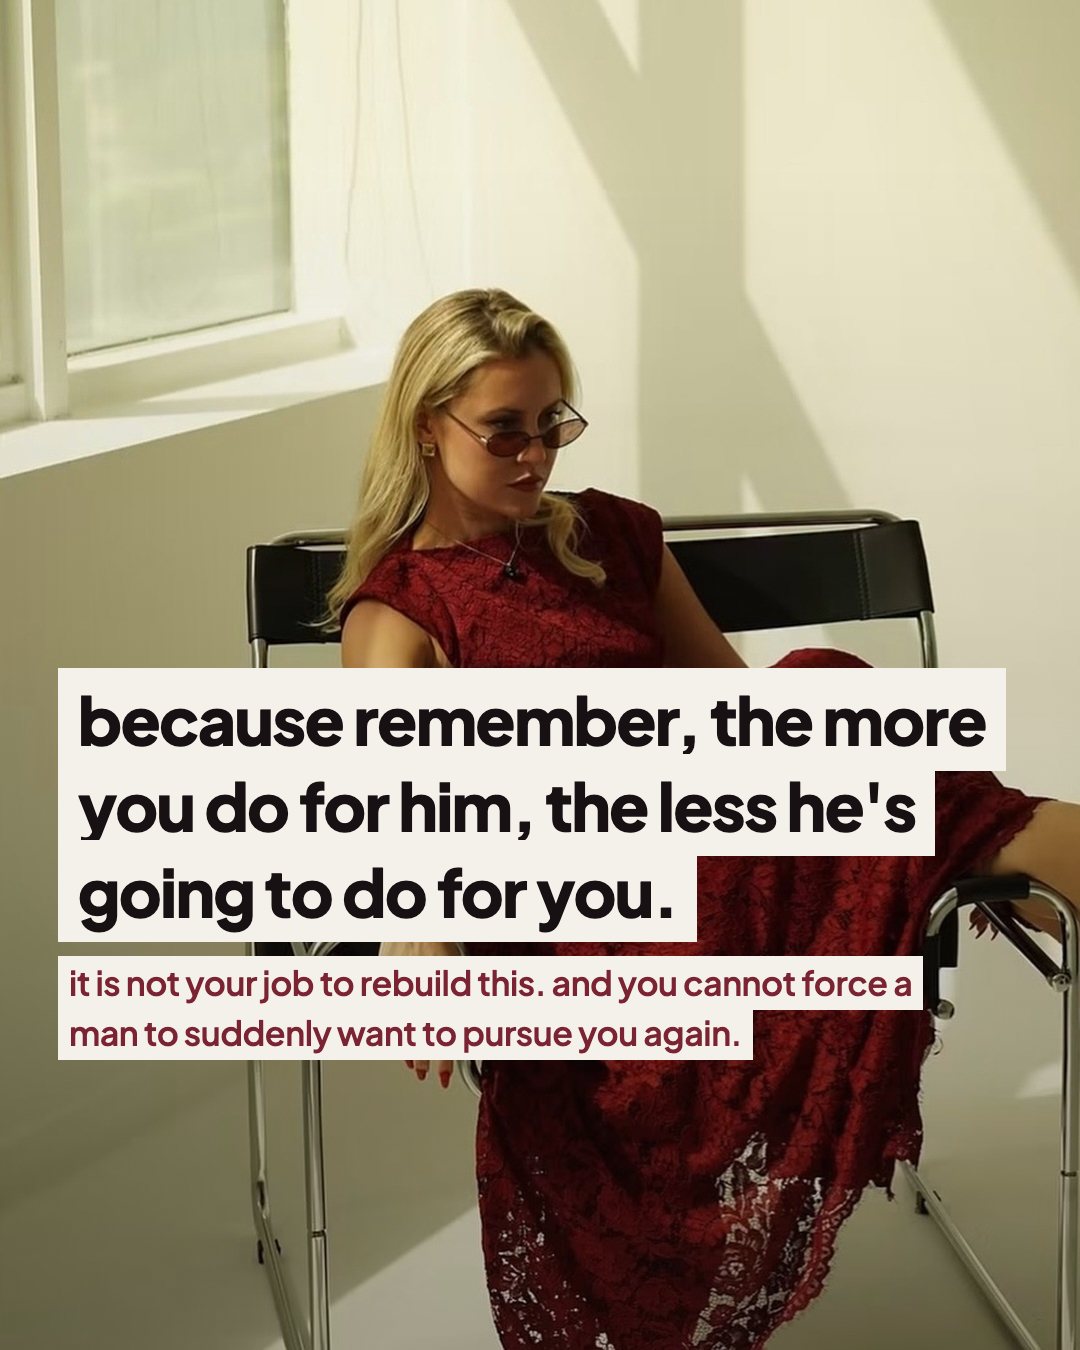 because remember, the more
you do for him, the less he's
going to do for you.
it is not your job to rebuild this. and you cannot force a
man to suddenly want to pursue you again.